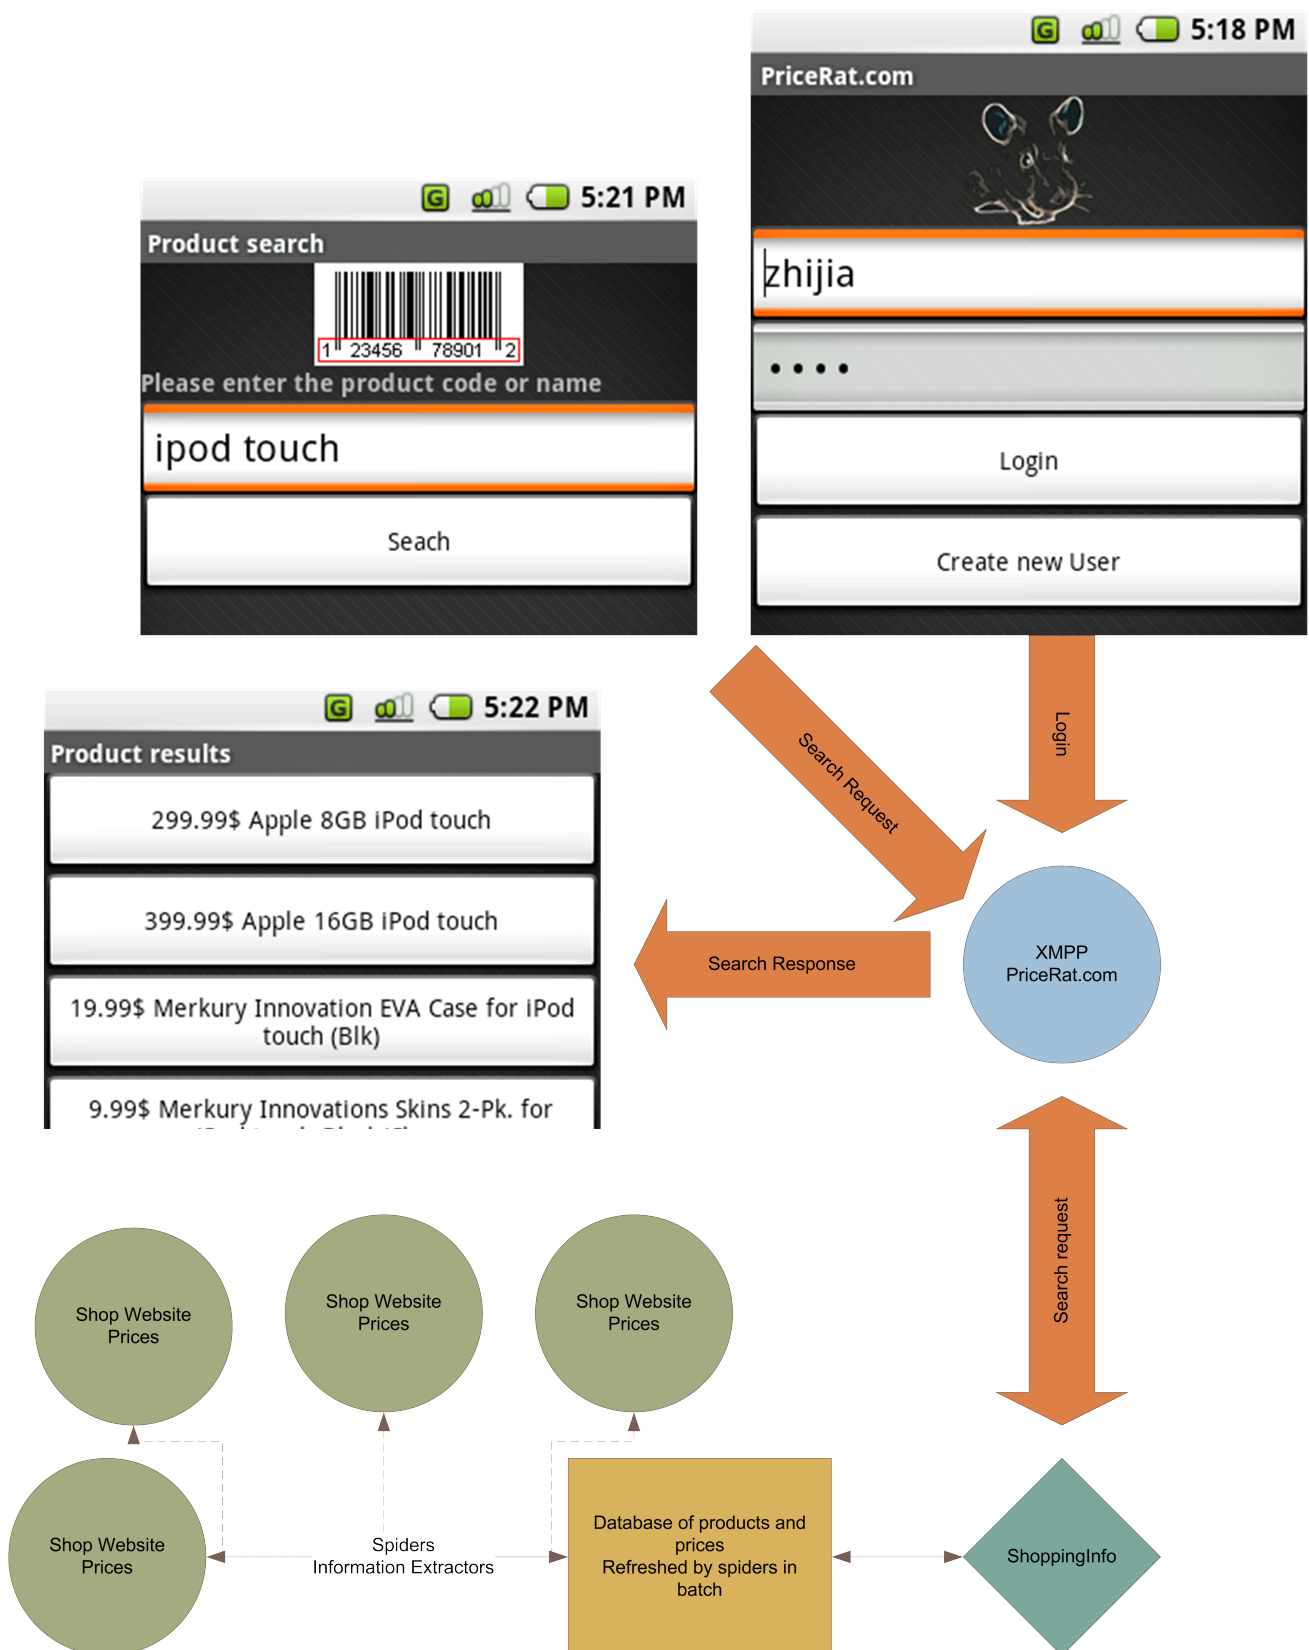 5:18 PM
PriceRat.com
zhijia
Login
Create new User
5:21 PM
Product search
1 23456 78901 2
Please enter the product code or name
ipod touch
Seach
Login
Search Request
5:22 PM
Product results
299.99$ Apple 8GB iPod touch
399.99$ Apple 16GB iPod touch
19.99$ Merkury Innovation EVA Case for iPod
touch (Blk)
9.99$ Merkury Innovations Skins 2-Pk. for
Search Response
XMPP
PriceRat.com
Search request
Shop Website
Prices
Shop Website
Prices
Shop Website
Prices
Shop Website
Prices
Spiders
Information Extractors
Database of products and
prices
Refreshed by spiders in
batch
ShoppingInfo